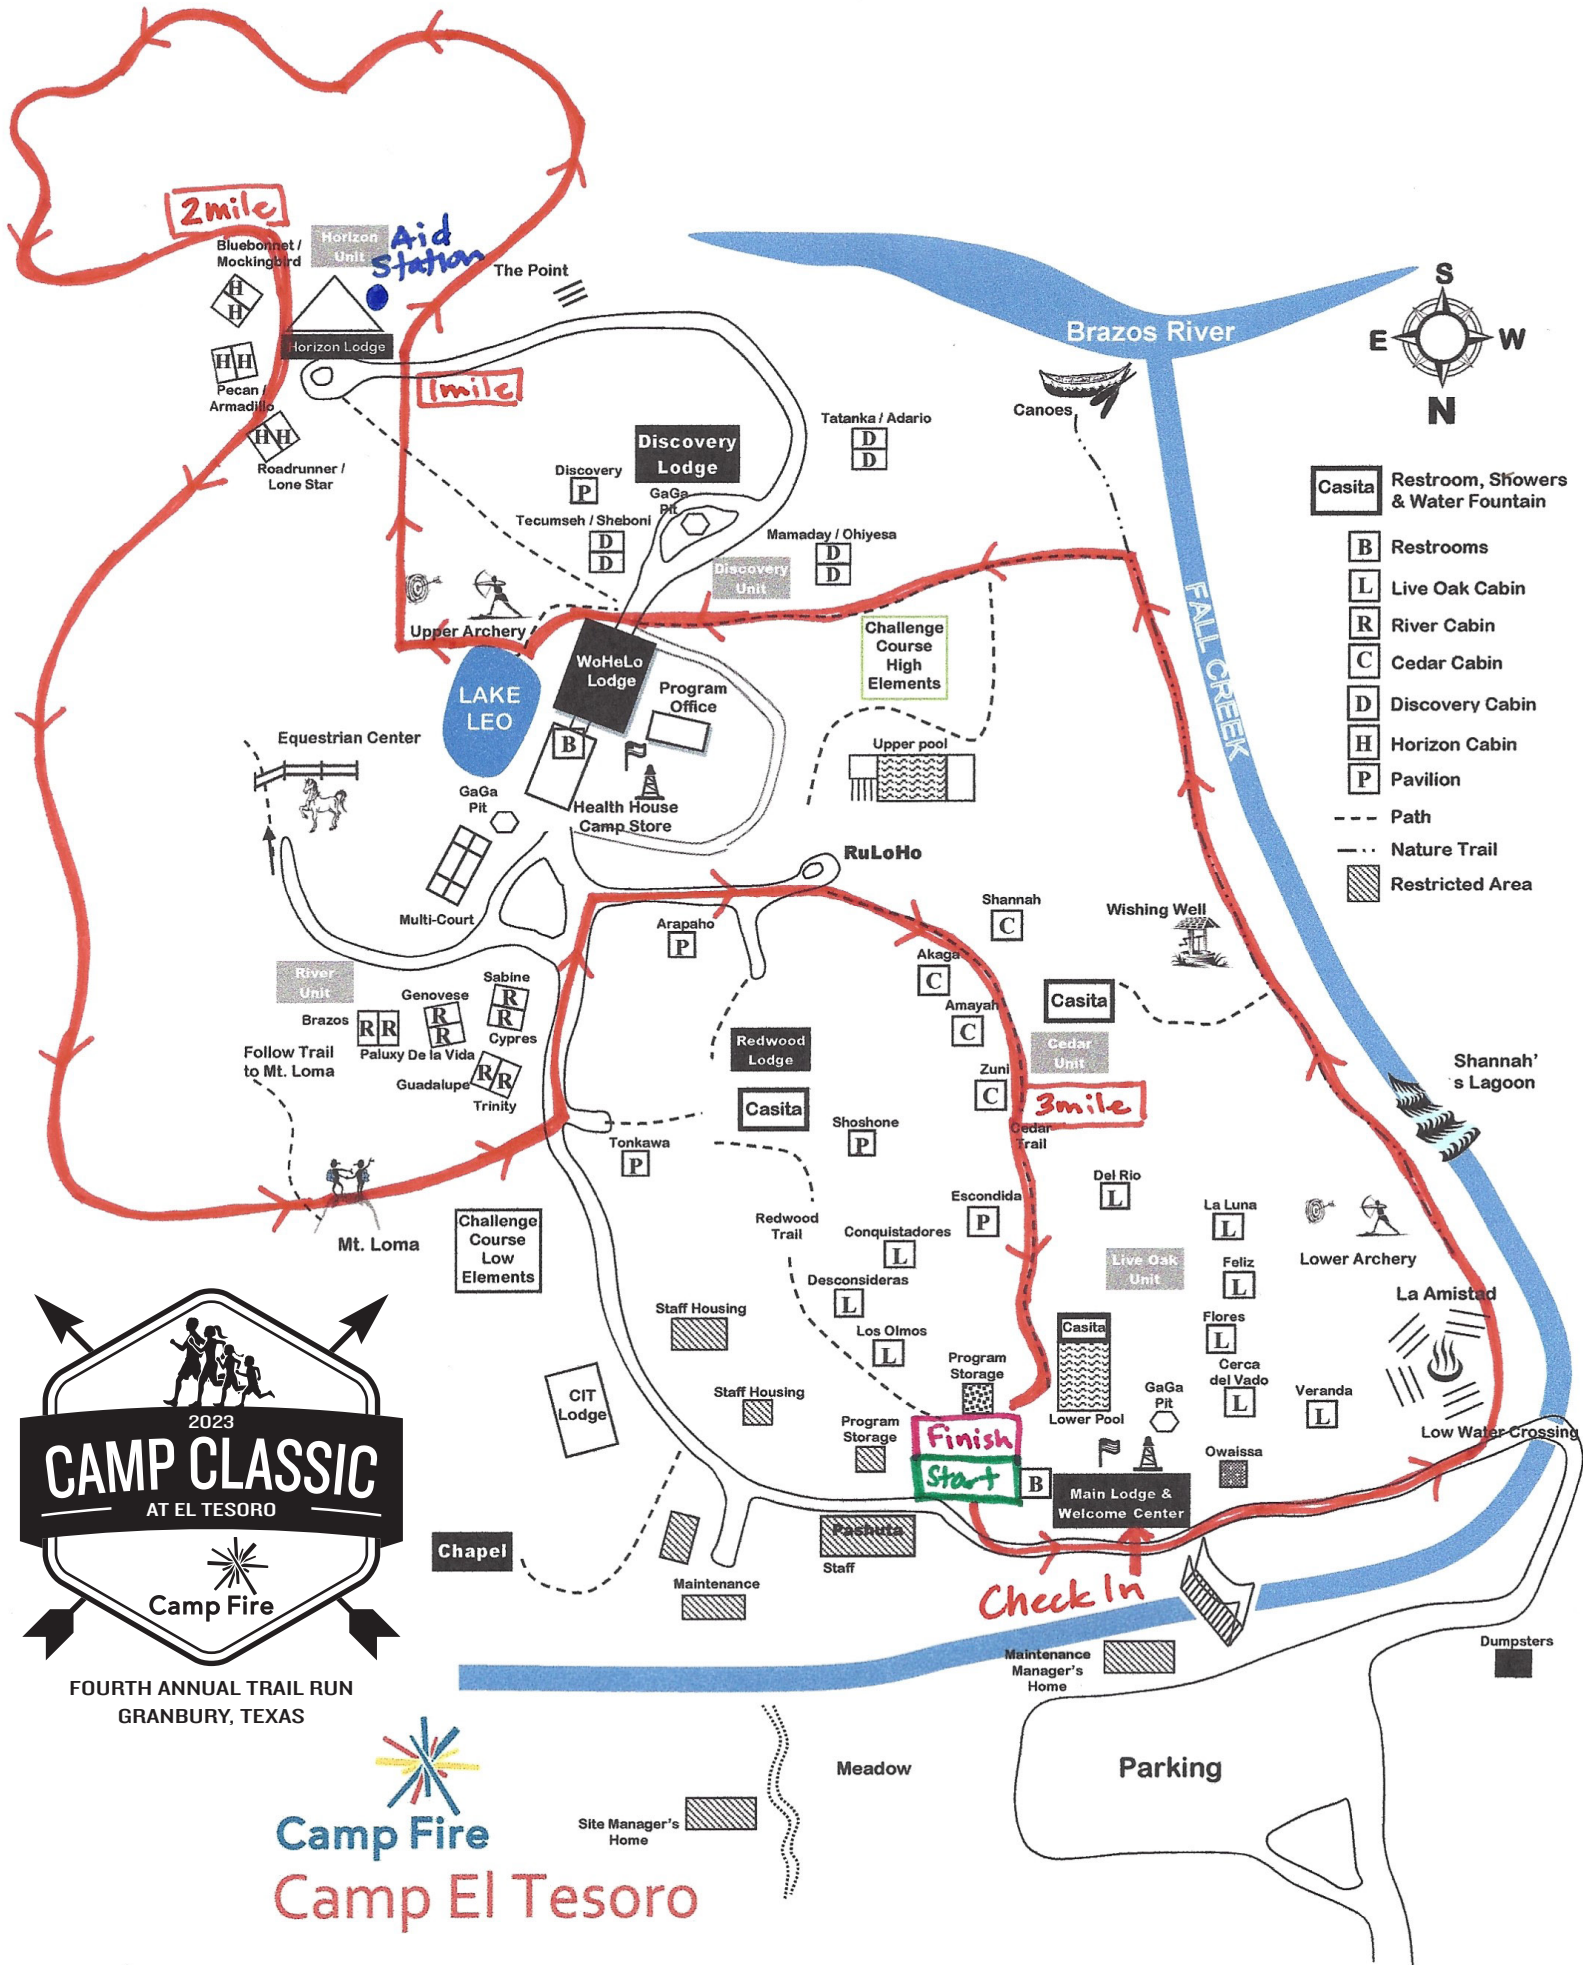 2mile
Bluebonnet /
Mockingbird
H
H
Horizon
Unit
Aid
Station
The Point
Horizon Lodge
H H
Pecan /
Armadillo
H H
Roadrunner /
Lone Star
1mile
Brazos River
S
E W
N
Canoes
Tatanka / Adario
D
D
Discovery
Lodge
Discovery
P
GaGa
Pit
Tecumseh / Sheboni
D
D
Mamaday / Ohiyesa
D
D
Discovery
Unit
Casita
Restroom, Showers
& Water Fountain
B Restrooms
L Live Oak Cabin
R River Cabin
C Cedar Cabin
D Discovery Cabin
H Horizon Cabin
P Pavilion
Path
Nature Trail
Restricted Area
FALL CREEK
Upper Archery
WoHeLo
Lodge
LAKE
LEO
Program
Office
Challenge
Course
High
Elements
B
Equestrian Center
Upper pool
GaGa
Pit
Health House
Camp Store
Multi-Court
RuLoHo
Arapaho
P
Shannah
C
Wishing Well
Akaga
C
Amayah
C
Casita
River
Unit
Sabine
R
R
Cypres
Genovese
R
R
Brazos
R R
Paluxy De la Vida
Follow Trail
to Mt. Loma
Guadalupe
R R
Trinity
Redwood
Lodge
Casita
Cedar
Unit
Zuni
C
3mile
Cedar
Trail
Shannah'
's Lagoon
Shoshone
P
Tonkawa
P
Del Rio
L
Escondida
P
La Luna
L
Lower Archery
Mt. Loma
Challenge
Course
Low
Elements
Redwood
Trail
Conquistadores
L
Live Oak
Unit
Feliz
L
Desconsideras
L
La Amistad
Staff Housing
Los Olmos
L
Casita
Flores
L
Program
Storage
Cerca
del Vado
L
CIT
Lodge
Staff Housing
GaGa
Pit
Veranda
L
Lower Pool
Program
Storage
Finish
Low Water Crossing
Start
B
Owaissa
Main Lodge &
Welcome Center
2023
CAMP CLASSIC
AT EL TESORO
Camp Fire
Chapel
Pashuta
Staff
Maintenance
Check In
FOURTH ANNUAL TRAIL RUN
GRANBURY, TEXAS
Maintenance
Manager's
Home
Dumpsters
Meadow
Parking
Site Manager's
Home
Camp Fire
Camp El Tesoro